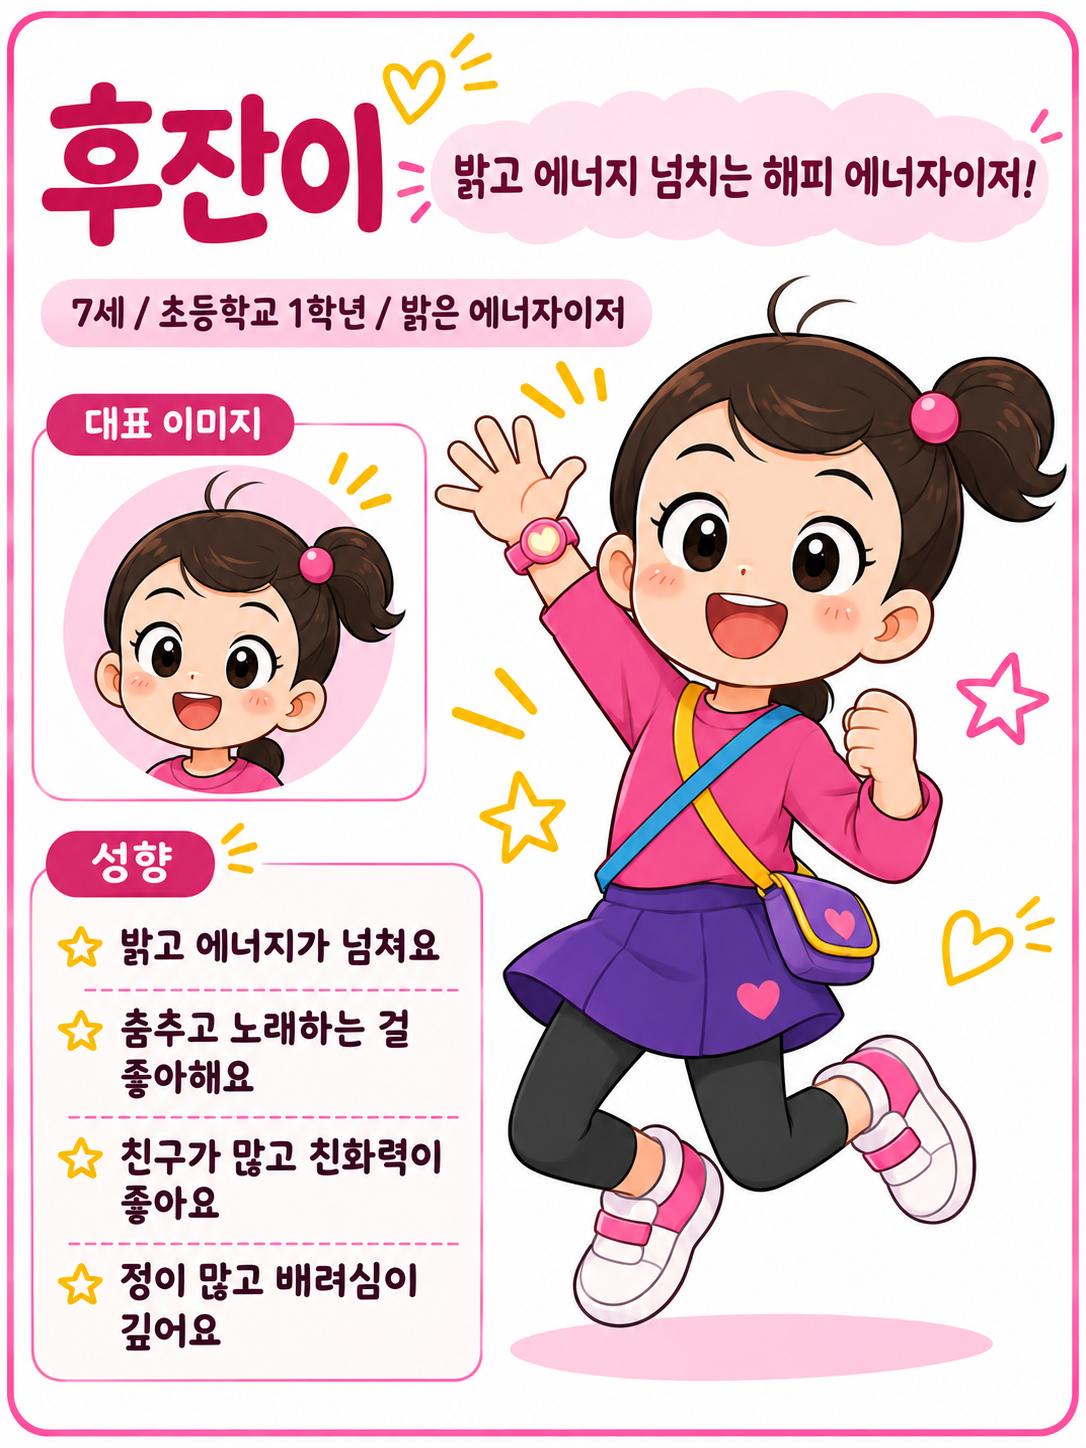 후잔이
밝고 에너지 넘치는 해피 에너자이저!
7세 / 초등학교 1학년 / 밝은 에너자이저
대표 이미지
성향
밝고 에너지가 넘쳐요
춤추고 노래하는 걸
좋아해요
친구가 많고 친화력이
좋아요
정이 많고 배려심이
깊어요